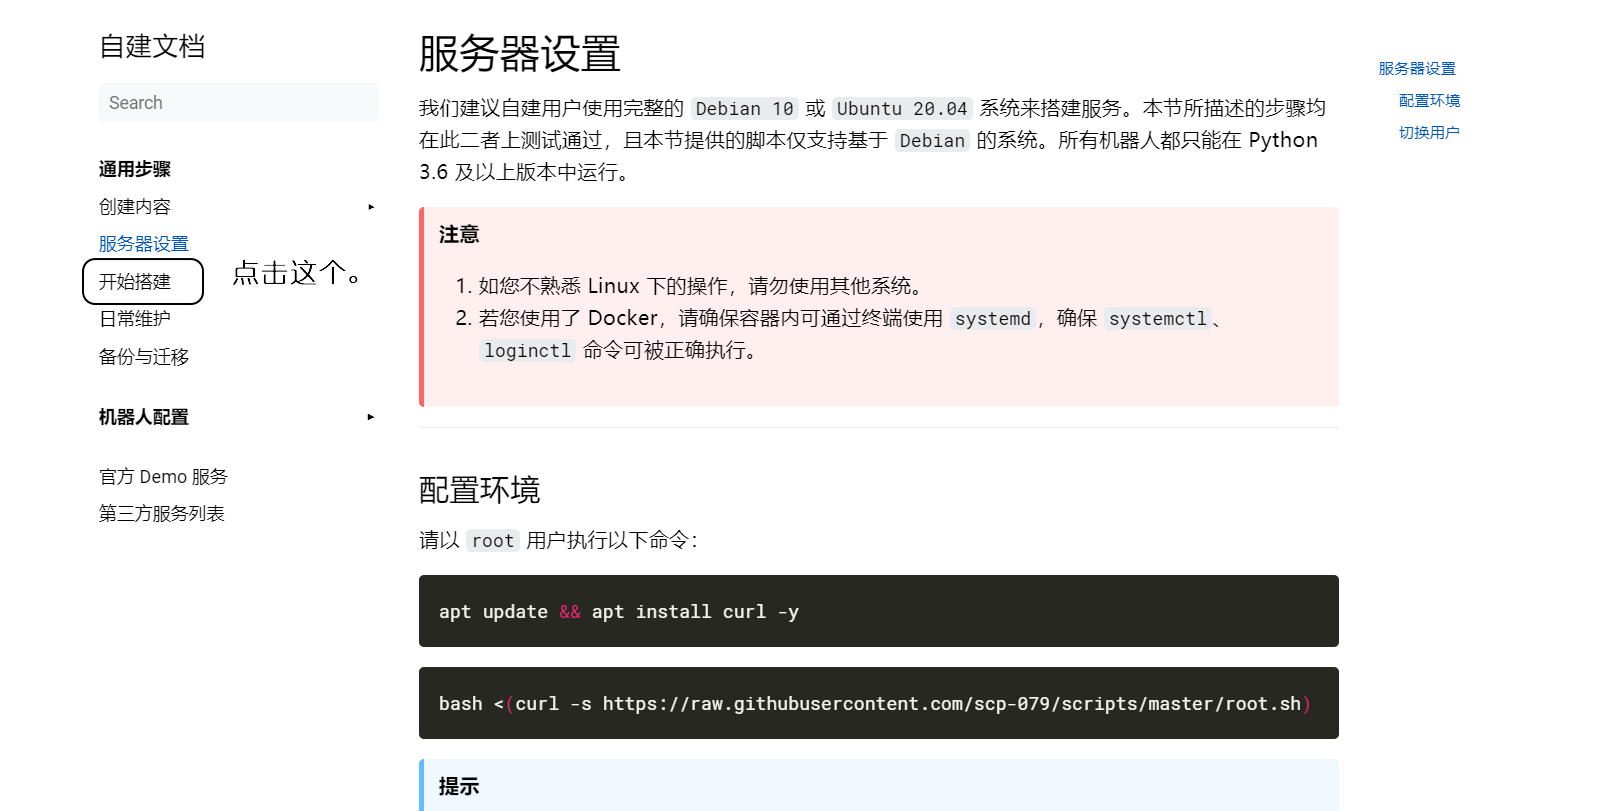 自建文档
Search
通用步骤
创建内容
服务器设置
开始搭建
点击这个。
日常维护
备份与迁移
机器人配置
官方 Demo 服务
第三方服务列表
服务器设置
我们建议自建用户使用完整的 Debian 10 或 Ubuntu 20.04 系统来搭建服务。本节所描述的步骤均
在此二者上测试通过，且本节提供的脚本仅支持基于 Debian 的系统。所有机器人都只能在 Python
3.6 及以上版本中运行。
注意
1. 如您不熟悉 Linux 下的操作，请勿使用其他系统。
2. 若您使用了 Docker，请确保容器内可通过终端使用 systemd，确保 systemctl、
loginctl 命令可被正确执行。
配置环境
请以 root 用户执行以下命令：
apt update && apt install curl -y
bash <(curl -s https://raw.githubusercontent.com/scp-079/scripts/master/root.sh)
提示
服务器设置
配置环境
切换用户